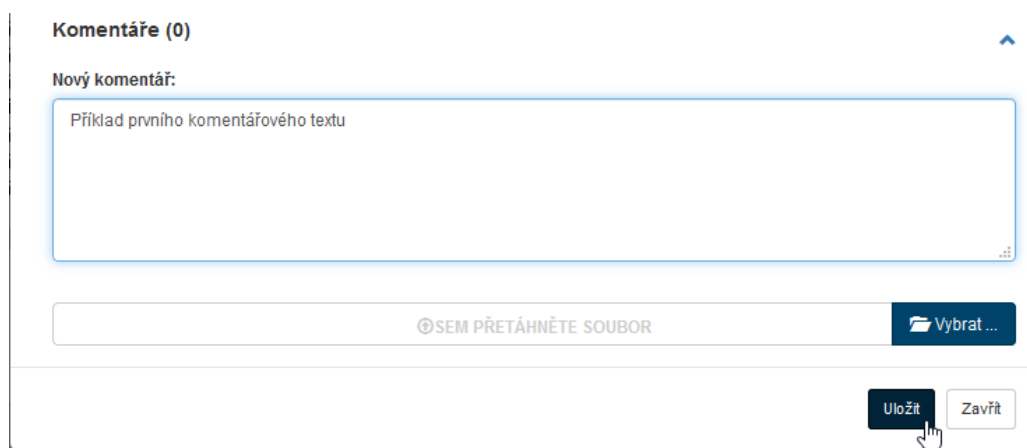 Komentáře (0)
Nový komentář:
Příklad prvního komentářového textu
SEM PŘETÁHNĚTE SOUBOR
Vybrat ...
Uložit
Zavřít